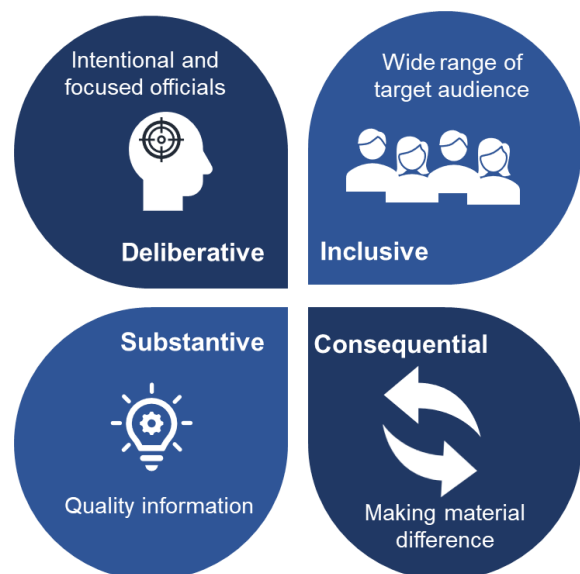 Intentional and
focused officials
Deliberative
Wide range of
target audience
Inclusive
Substantive
Quality information
Consequential
Making material
difference